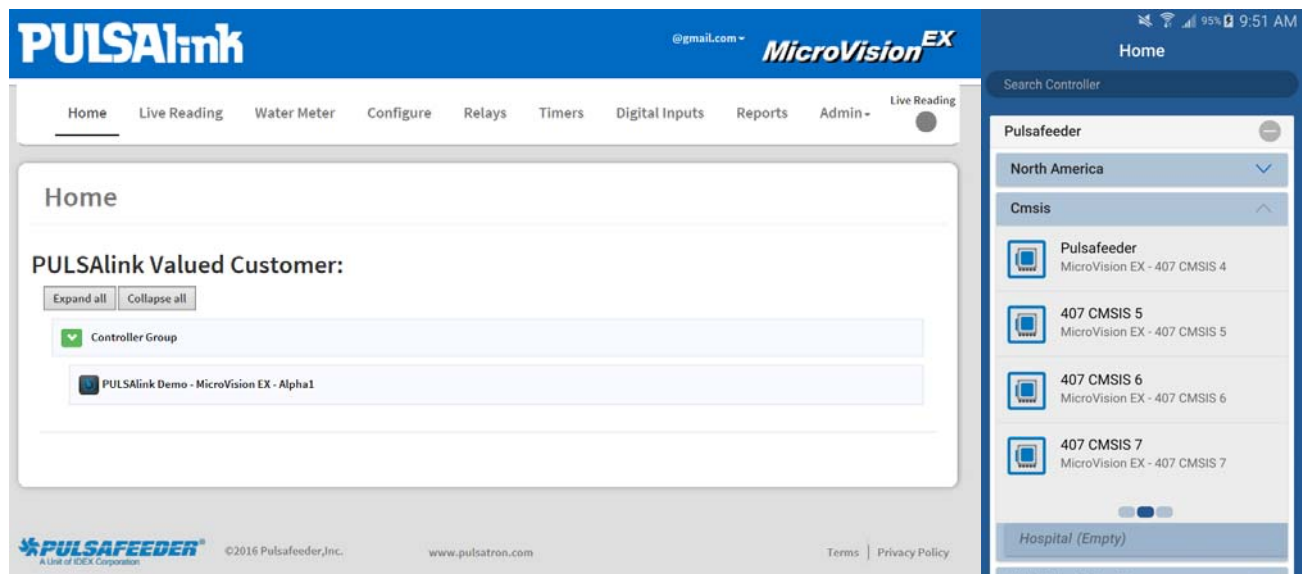 PULSAlink
@gmail.com
MicroVision EX
Home Live Reading Water Meter Configure Relays Timers Digital Inputs Reports Admin Live Reading
Home
PULSAlink Valued Customer:
Expand all Collapse all
Controller Group
PULSAlink Demo - MicroVision EX - Alpha1
PULSAFEEDER®
A Unit of IDEX Corporation
©2016 Pulsafeeder,Inc.
www.pulsatron.com
Terms | Privacy Policy
95% 9:51 AM
Home
Search Controller
Pulsafeeder
North America
Cmsis
Pulsafeeder
MicroVision EX - 407 CMSIS 4
407 CMSIS 5
MicroVision EX - 407 CMSIS 5
407 CMSIS 6
MicroVision EX - 407 CMSIS 6
407 CMSIS 7
MicroVision EX - 407 CMSIS 7
Hospital (Empty)